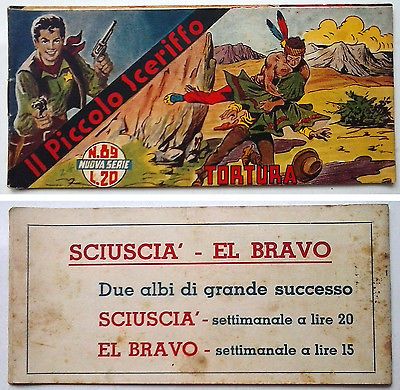 Il Piccolo Sceriffo
N. 89
NUOVA SERIE
L. 20
TORTURA
SCIUSCIA' - EL BRAVO
Due albi di grande successo
SCIUSCIA' - settimanale a lire 20
EL BRAVO - settimanale a lire 15